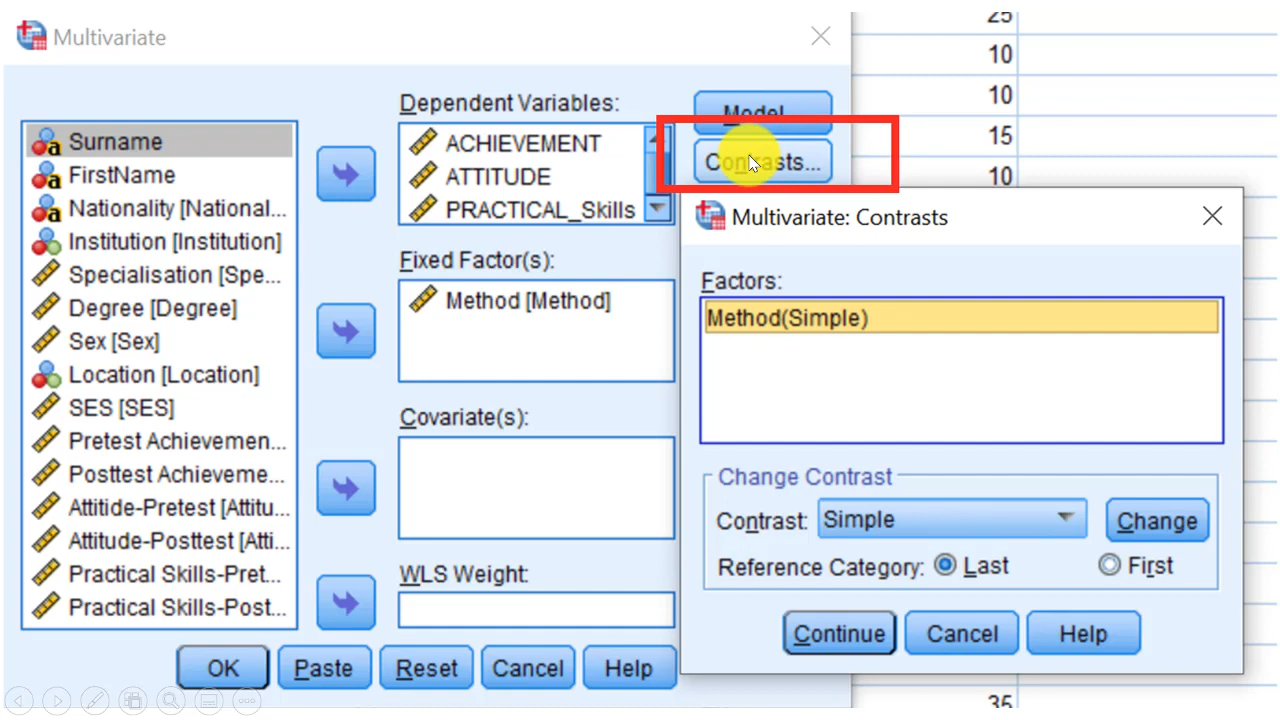 Multivariate
Dependent Variables:
Model...
Surname
FirstName
Nationality [National...
Institution [Institution]
Specialisation [Spe...
Degree [Degree]
Sex [Sex]
Location [Location]
SES [SES]
Pretest Achievemen...
Posttest Achieveme...
Attitide-Pretest [Attitu...
Attitude-Posttest [Atti...
Practical Skills-Pret...
Practical Skills-Post...
ACHIEVEMENT
ATTITUDE
PRACTICAL_Skills
Contrasts...
Fixed Factor(s):
Method [Method]
Covariate(s):
WLS Weight:
OK
Paste
Reset
Cancel
Help
25
10
10
15
10
Multivariate: Contrasts
Factors:
Method(Simple)
Change Contrast
Contrast: Simple
Change
Reference Category: Last First
Continue
Cancel
Help
35